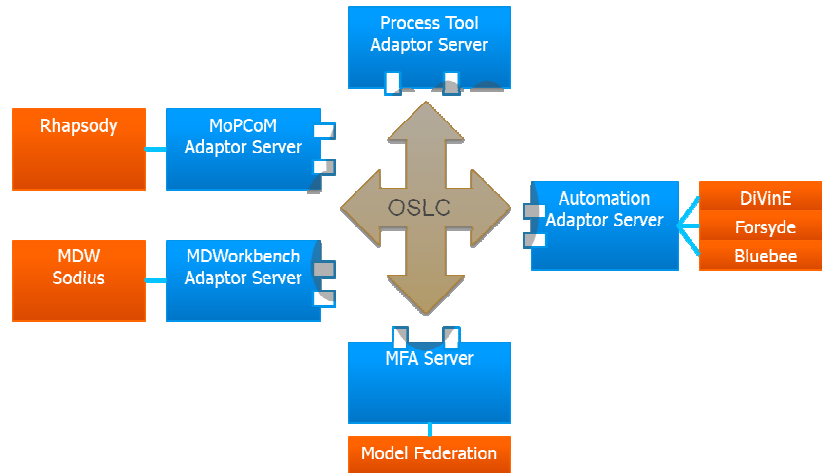 Process Tool
Adaptor Server
Rhapsody
MoPCoM
Adaptor Server
OSLC
Automation
Adaptor Server
DiVinE
Forsyde
Bluebee
MDW
Sodius
MDWorkbench
Adaptor Server
MFA Server
Model Federation